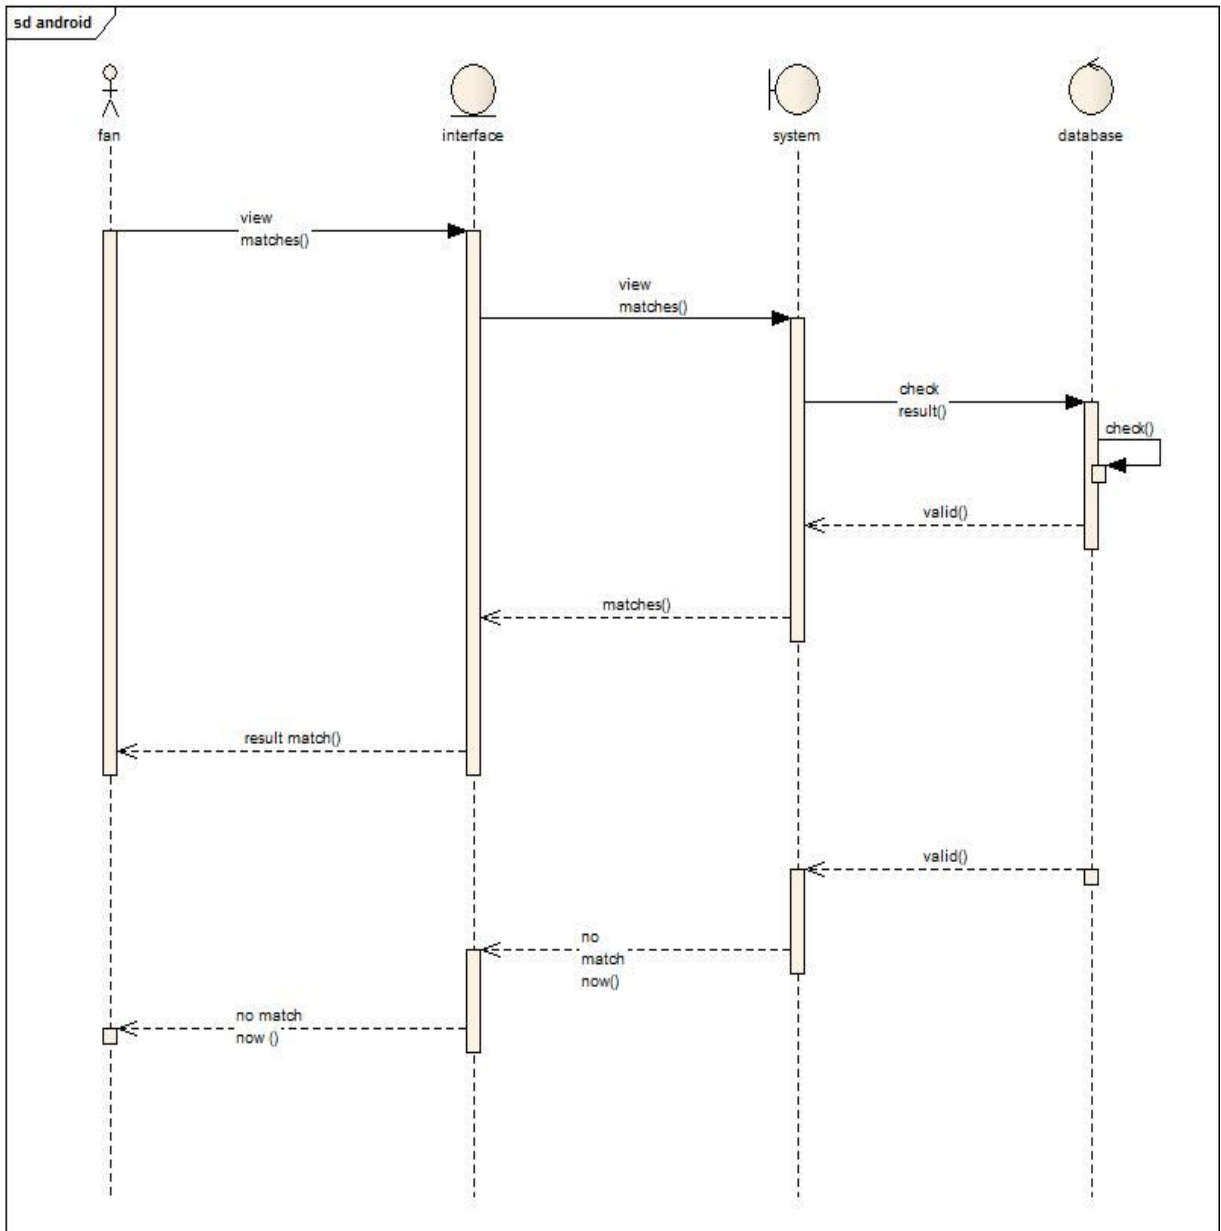 sd android
fan
interface
system
database
view
matches()
view
matches()
check
result()
check()
valid()
matches()
result match()
valid()
no
match
now()
no match
now ()